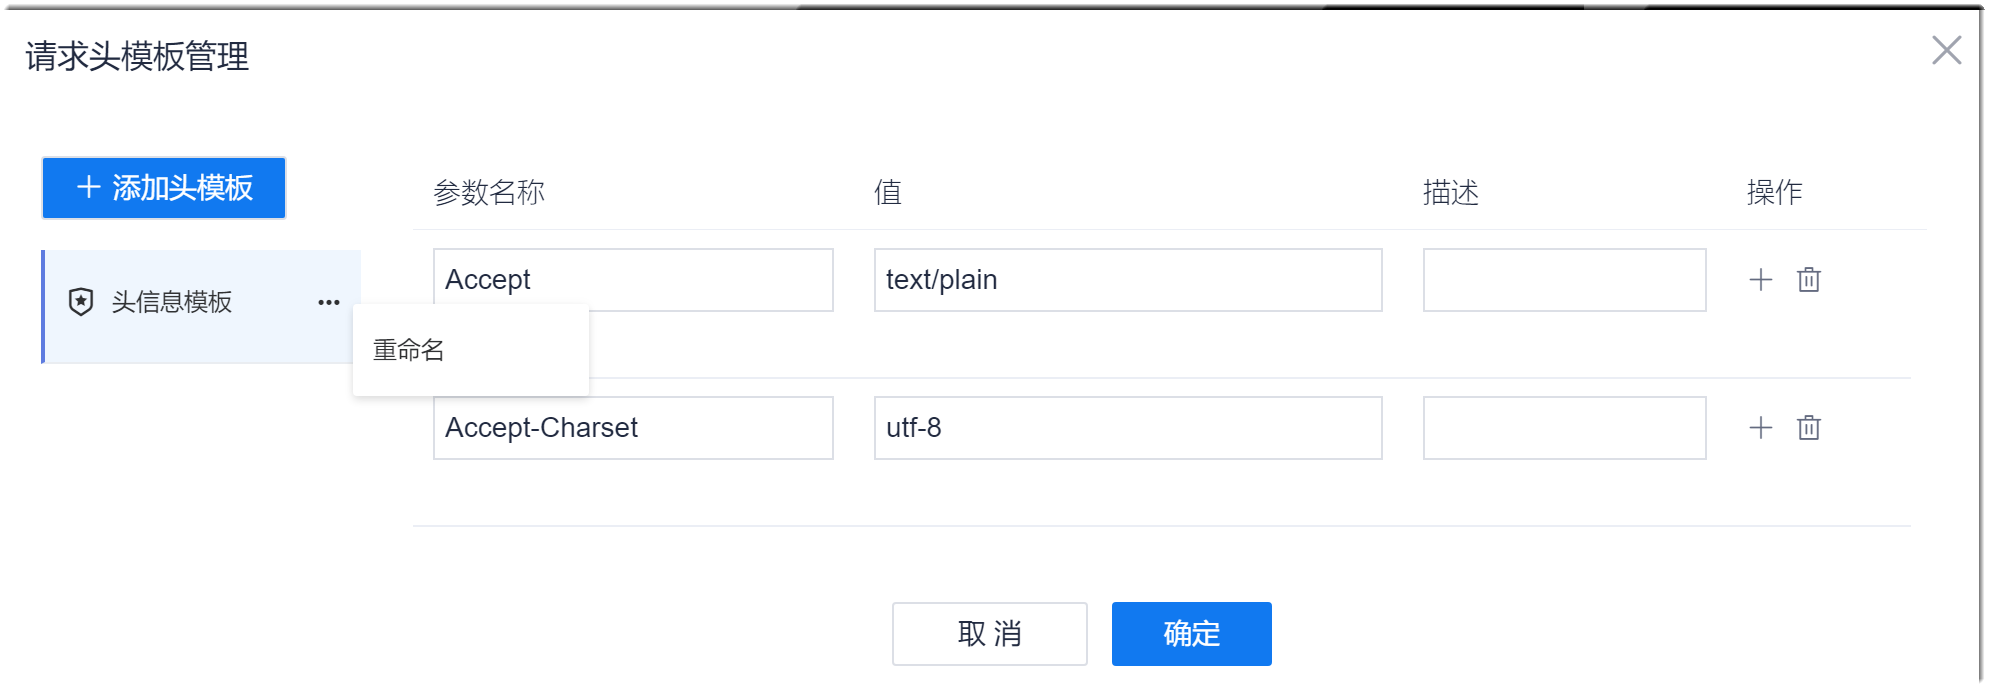 请求头模板管理
添加头模板
头信息模板
重命名
参数名称 值 描述 操作
Accept text/plain
Accept-Charset utf-8
取消 确定